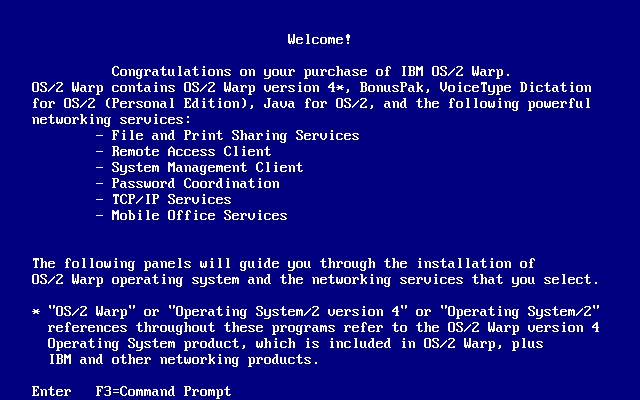 Welcome!
Congratulations on your purchase of IBM OS/2 Warp.
OS/2 Warp contains OS/2 Warp version 4*, BonusPak, VoiceType Dictation
for OS/2 (Personal Edition), Java for OS/2, and the following powerful
networking services:
- File and Print Sharing Services
- Remote Access Client
- System Management Client
- Password Coordination
- TCP/IP Services
- Mobile Office Services
The following panels will guide you through the installation of
OS/2 Warp operating system and the networking services that you select.
* "OS/2 Warp" or "Operating System/2 version 4" or "Operating System/2"
references throughout these programs refer to the OS/2 Warp version 4
Operating System product, which is included in OS/2 Warp, plus
IBM and other networking products.
Enter F3=Command Prompt